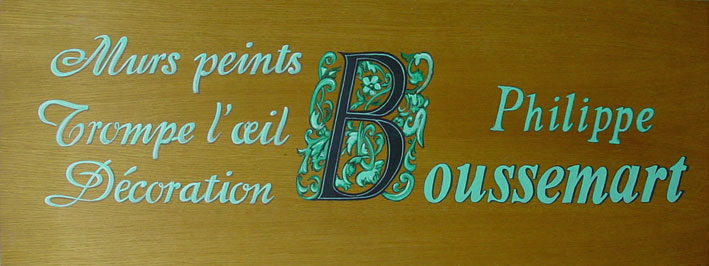 Murs peints
Trompe l'œil
Décoration
Philippe
Boussemart